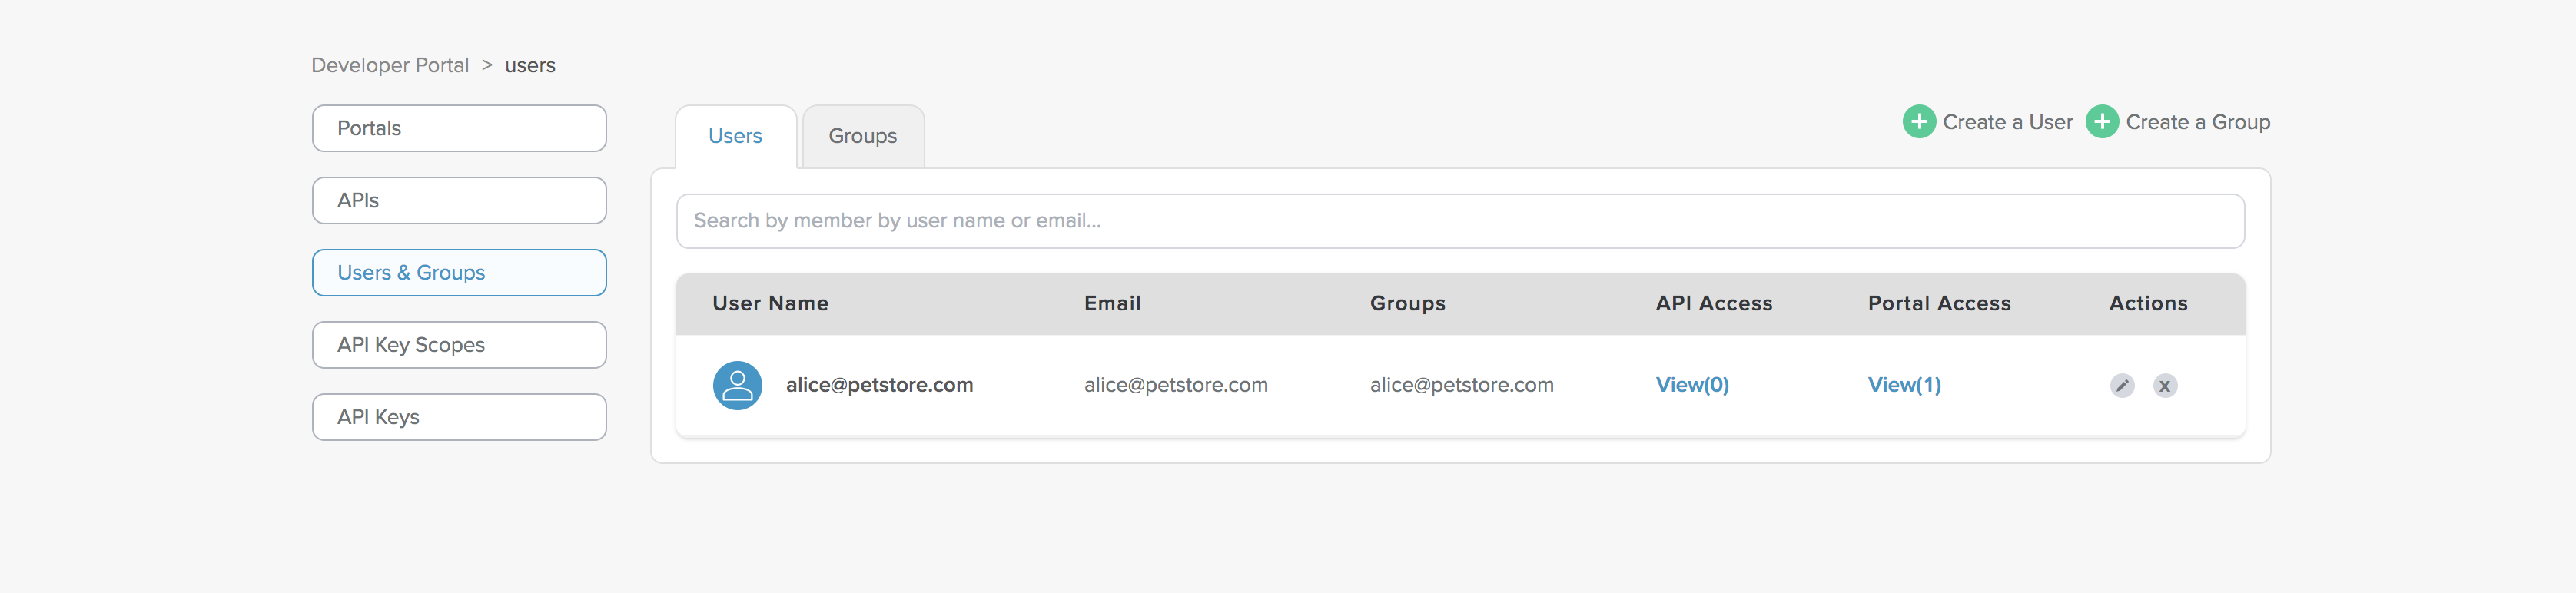 Developer Portal > users
Portals
APIs
Users & Groups
API Key Scopes
API Keys
Users
Groups
Create a User
Create a Group
Search by member by user name or email...
User Name Email Groups API Access Portal Access Actions
alice@petstore.com alice@petstore.com alice@petstore.com View(0) View(1) x